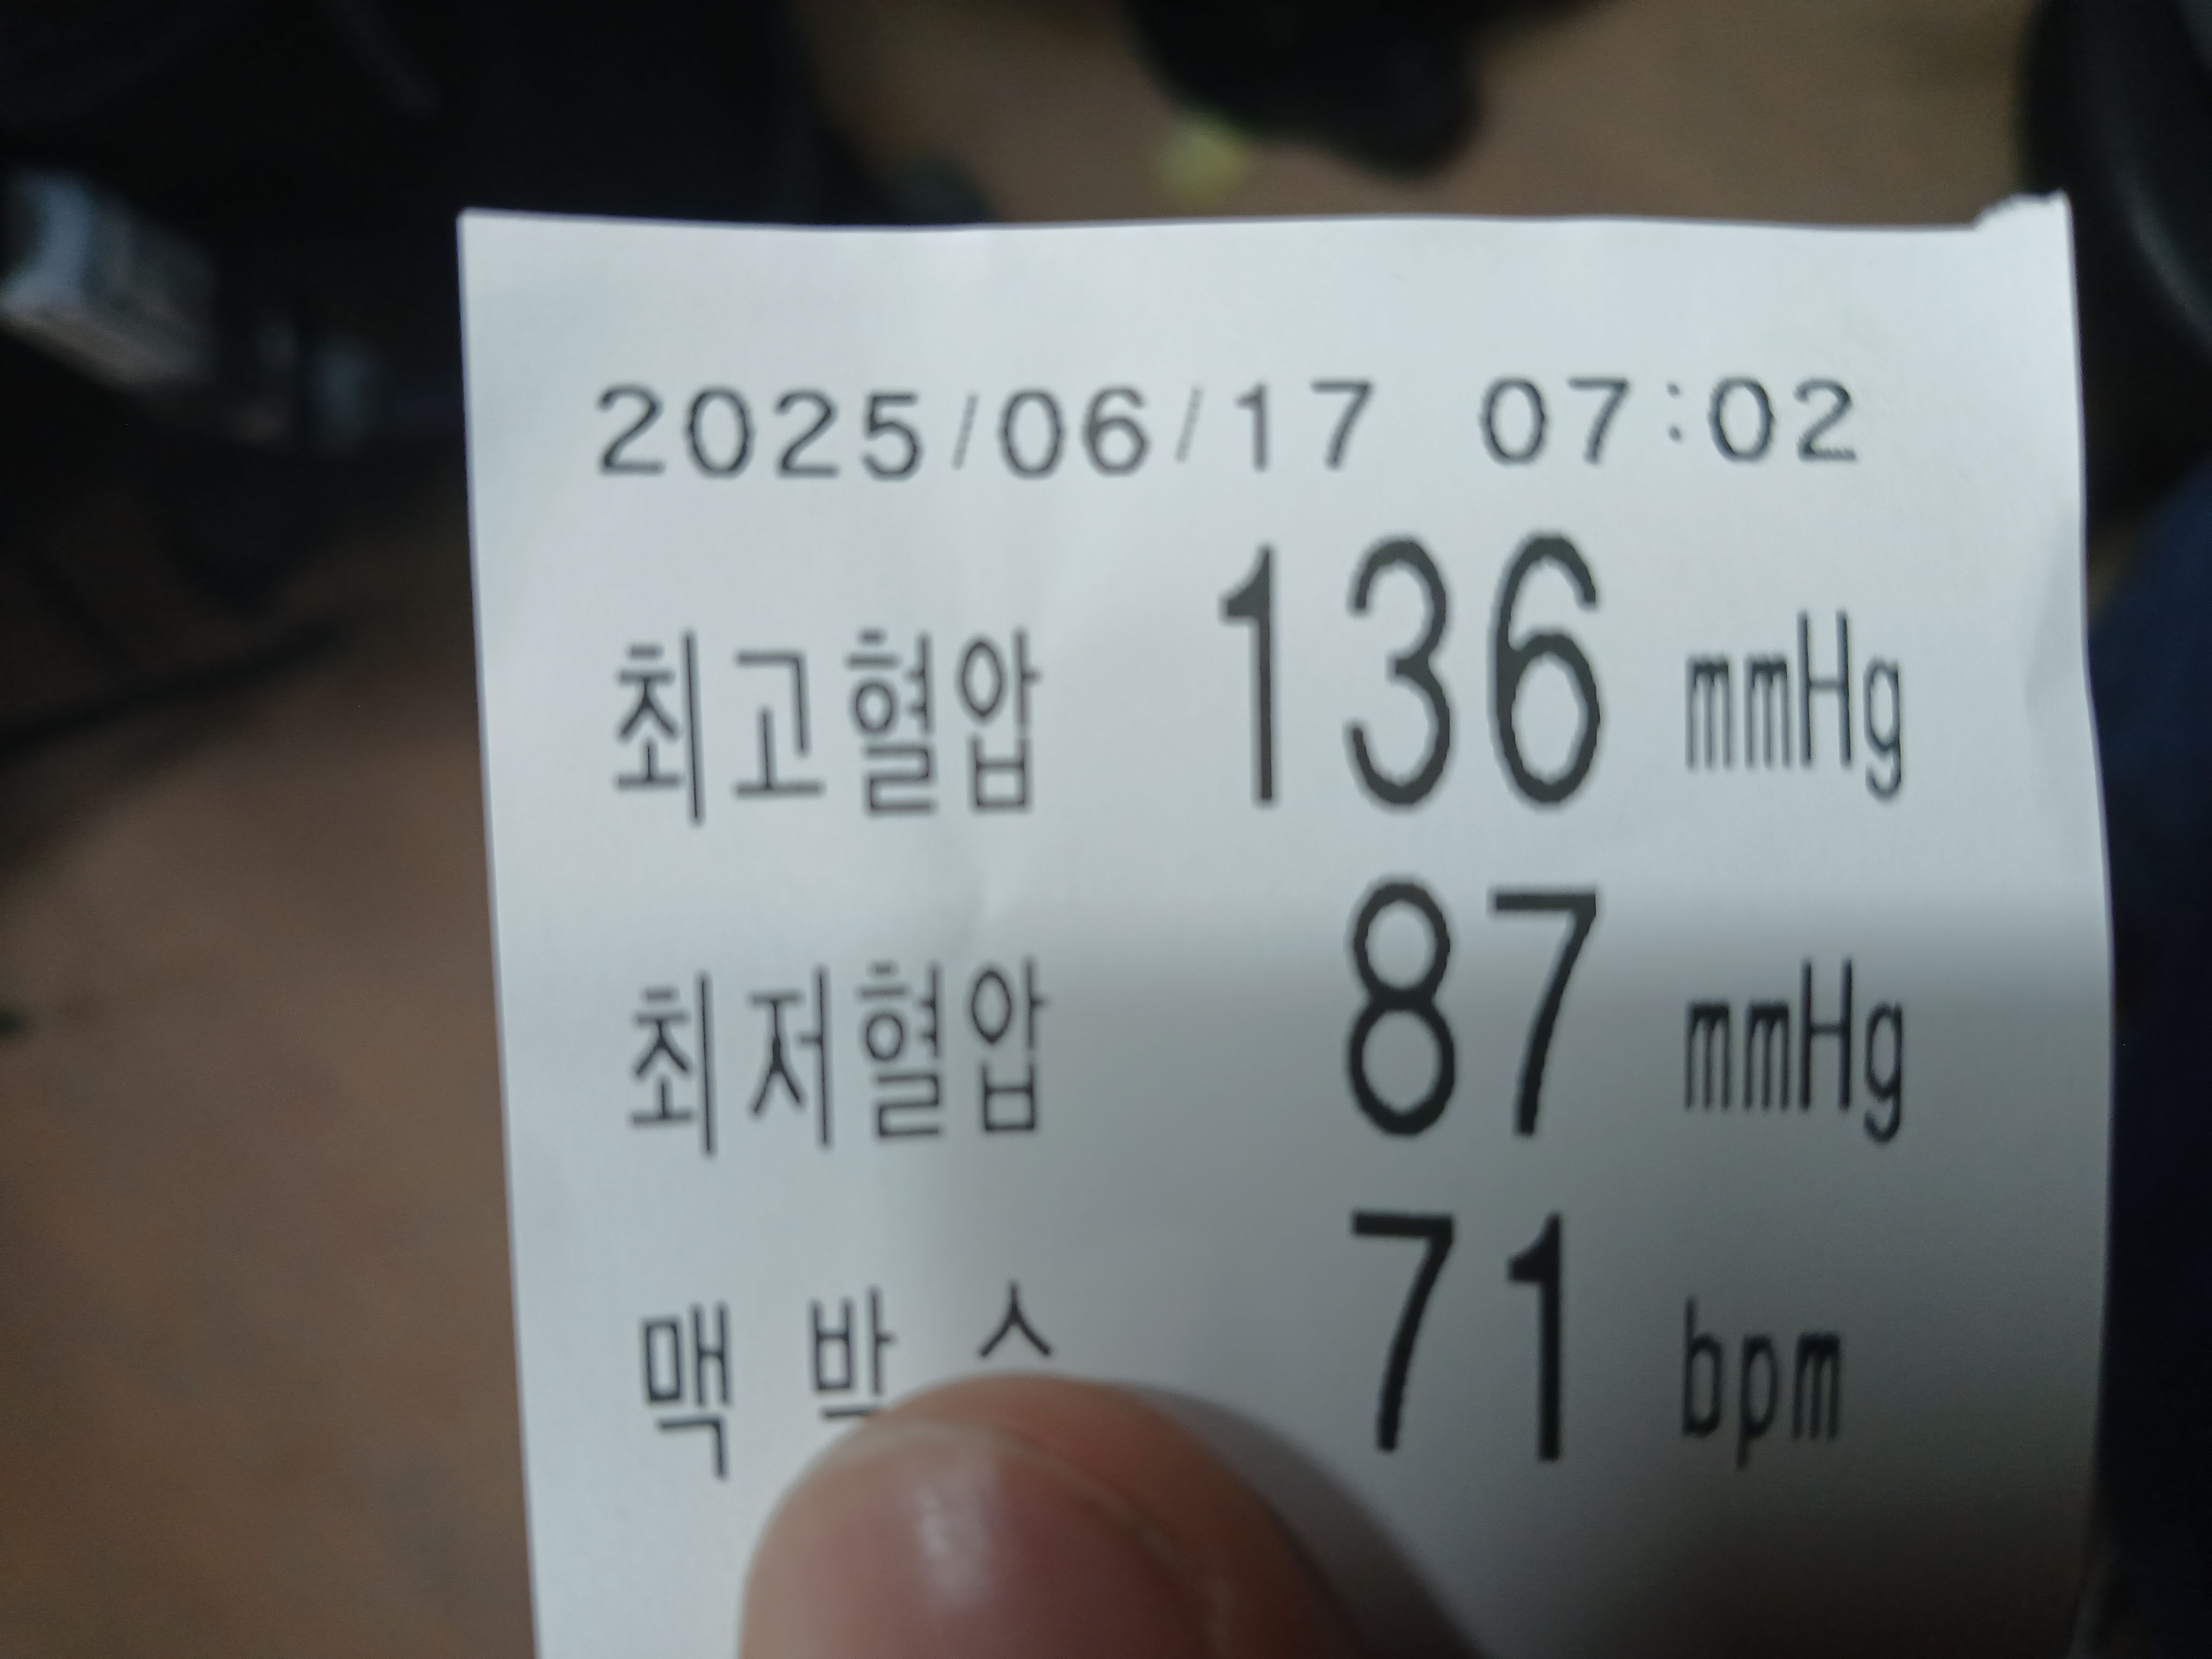 2025/06/17 07:02
최고혈압 136 mmHg
최저혈압 87 mmHg
맥 박 71 bpm